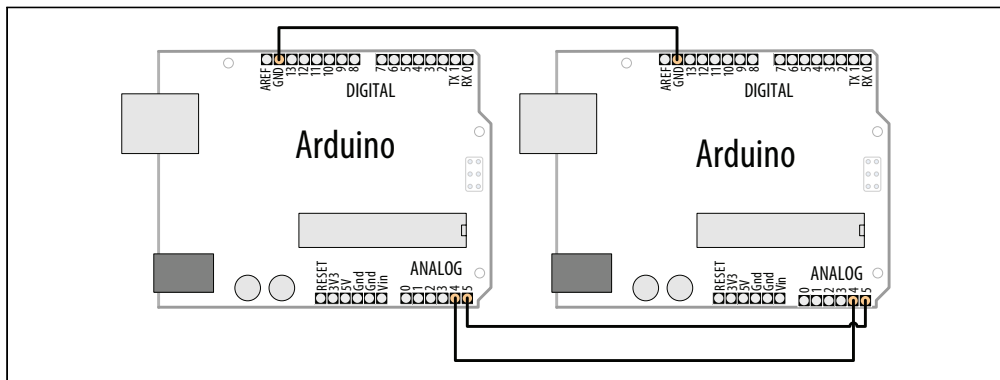 AREF GND 13 12 11 10 9 8 7 6 5 4 3 2 TX 1 RX 0
DIGITAL
Arduino
RESET 3V3 5V Gnd Gnd Vin
ANALOG
0 1 2 3 4 5
AREF GND 13 12 11 10 9 8 7 6 5 4 3 2 TX 1 RX 0
DIGITAL
Arduino
RESET 3V3 5V Gnd Gnd Vin
ANALOG
0 1 2 3 4 5